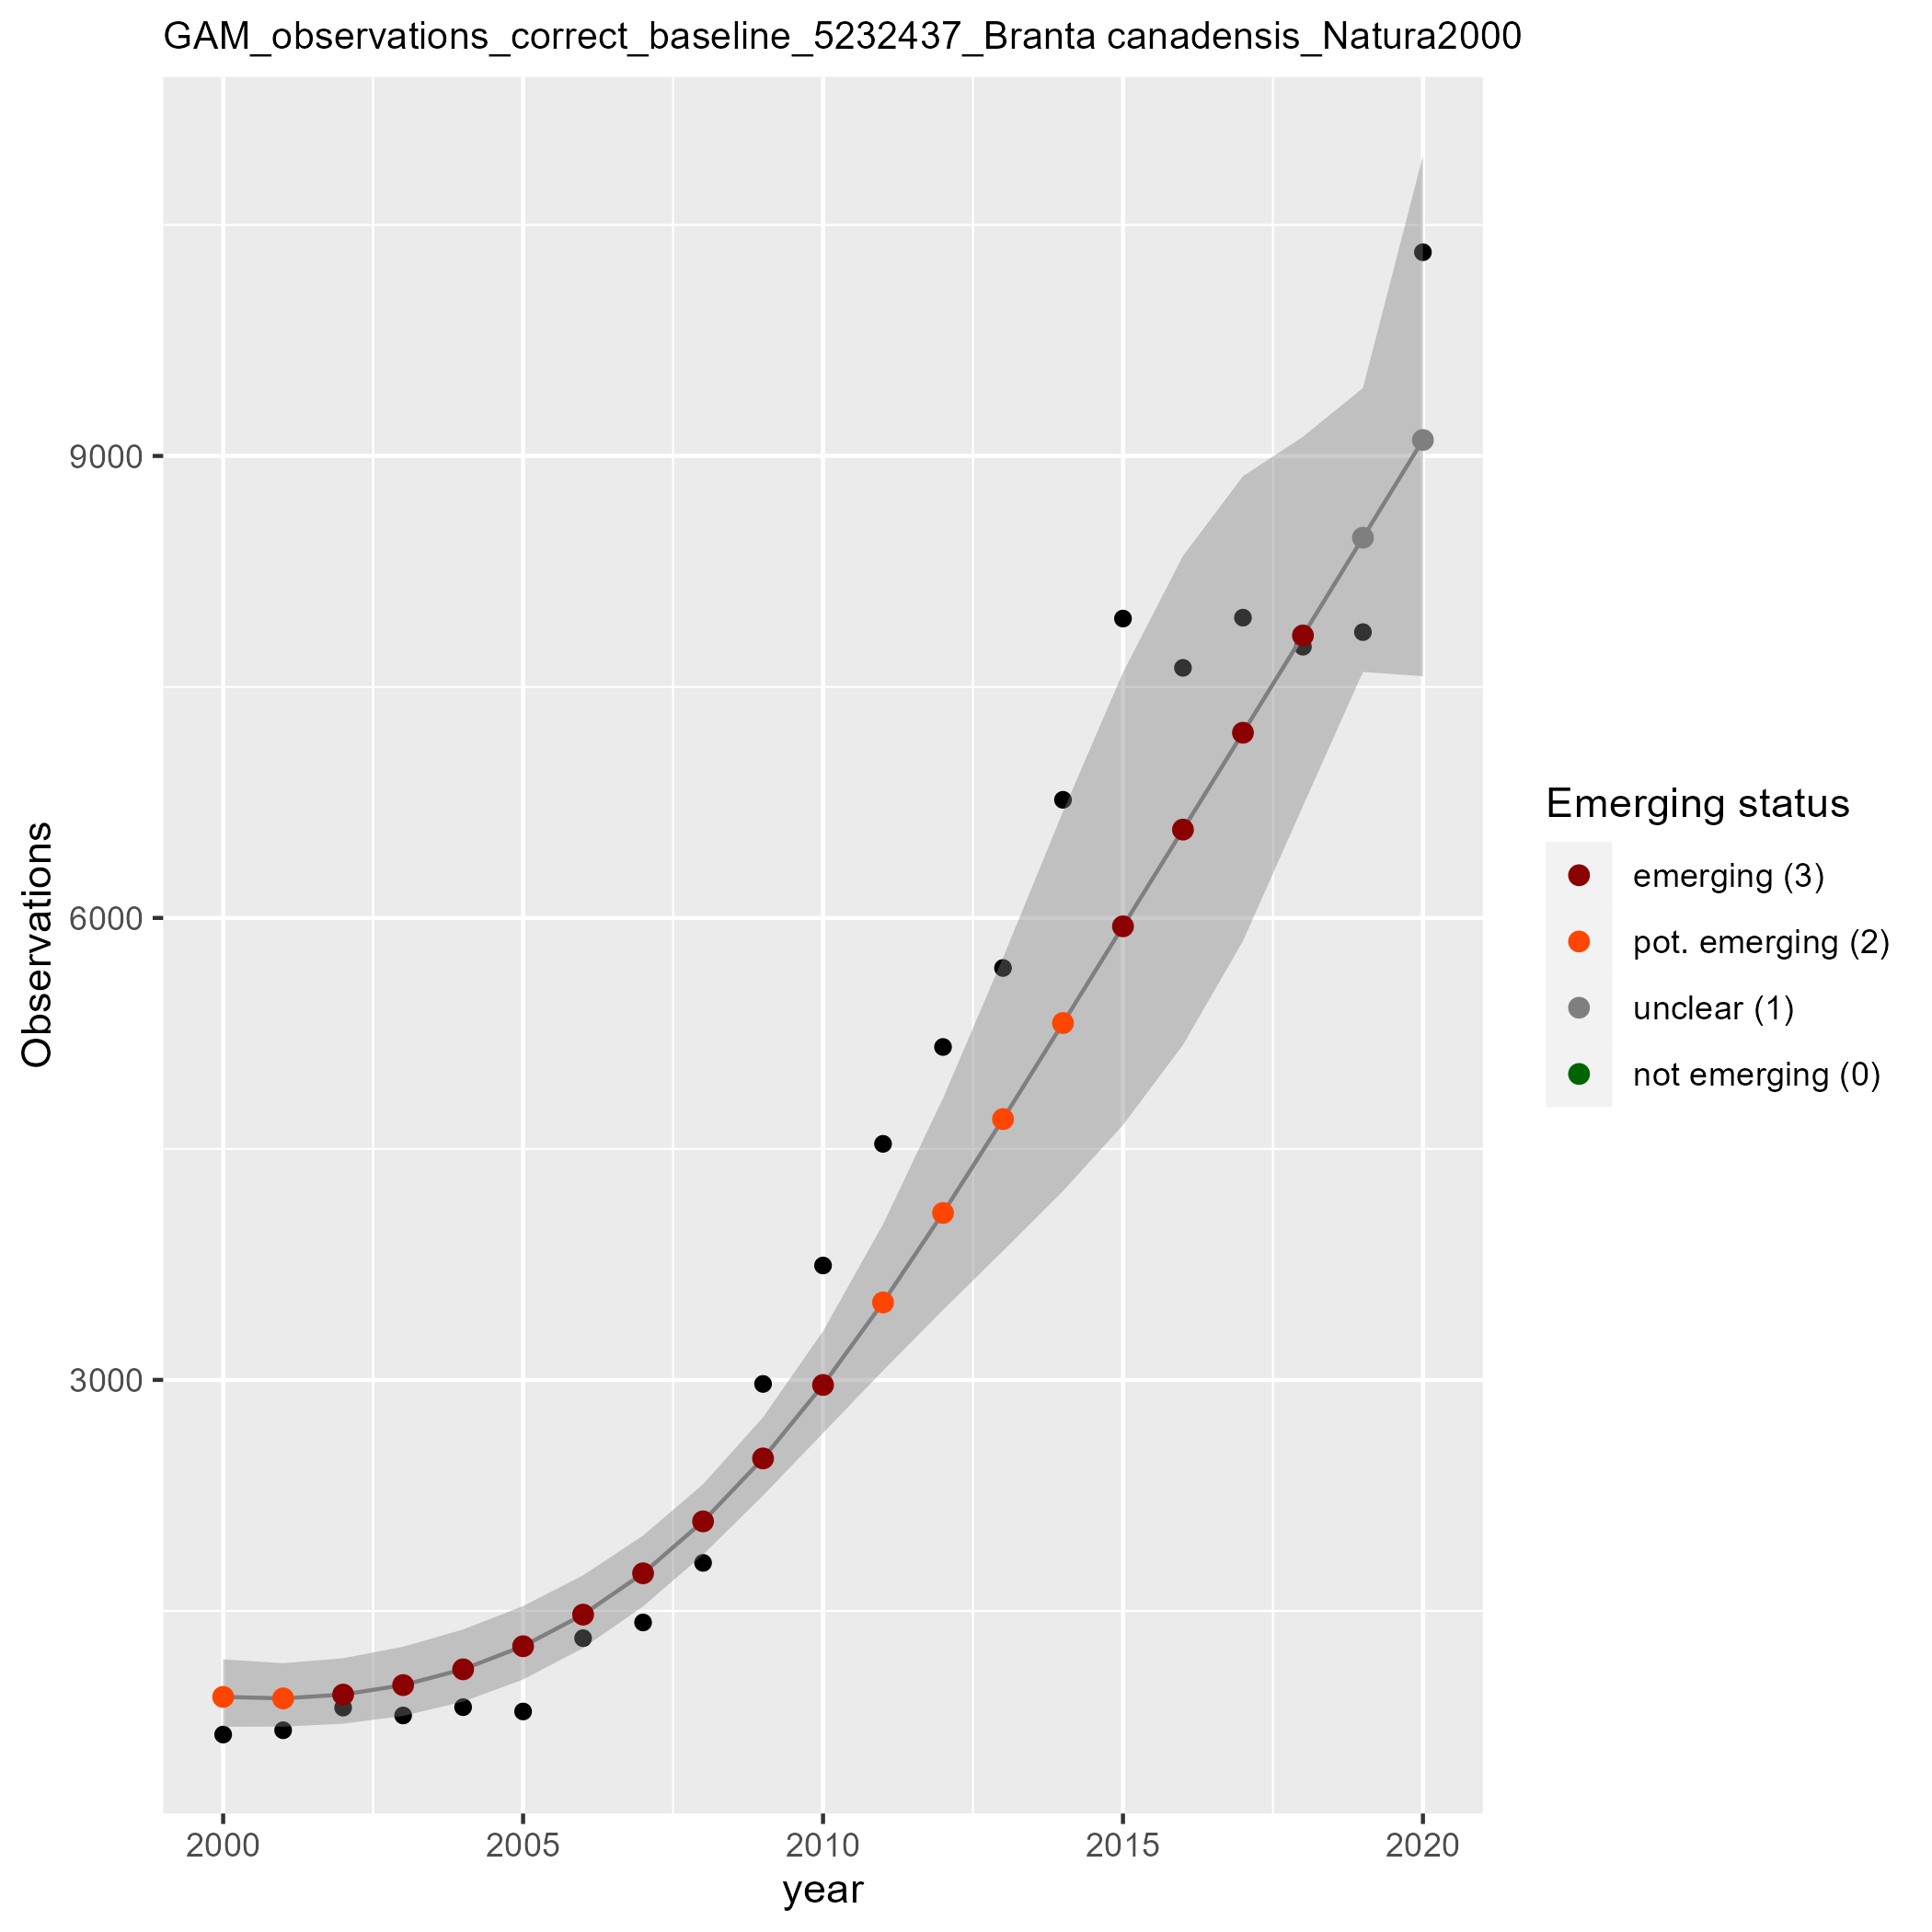 GAM_observations_correct_baseline_5232437_Branta canadensis_Natura2000
Observations
9000
6000
3000
2000
2005
2010
2015
2020
year
Emerging status
emerging (3)
pot. emerging (2)
unclear (1)
not emerging (0)